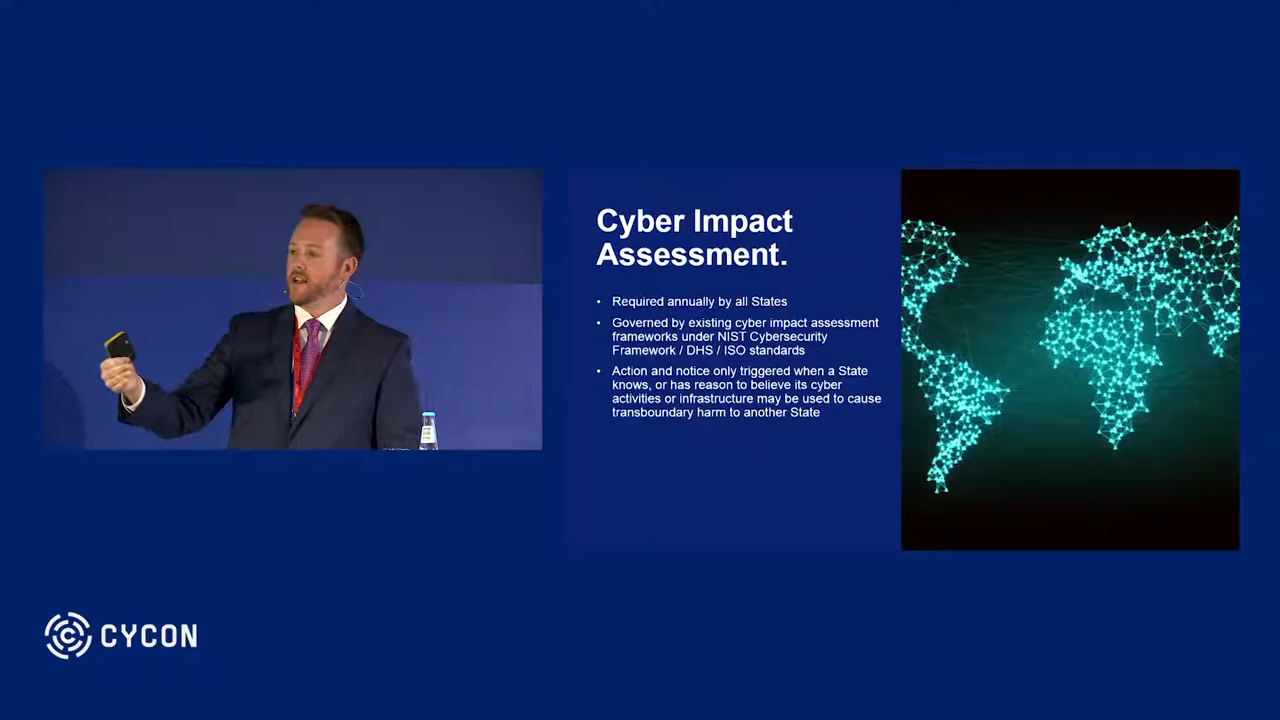 Cyber Impact
Assessment.
• Required annually by all States
• Governed by existing cyber impact assessment
frameworks under NIST Cybersecurity
Framework / DHS / ISO standards
• Action and notice only triggered when a State
knows, or has reason to believe its cyber
activities or infrastructure may be used to cause
transboundary harm to another State
CYCON